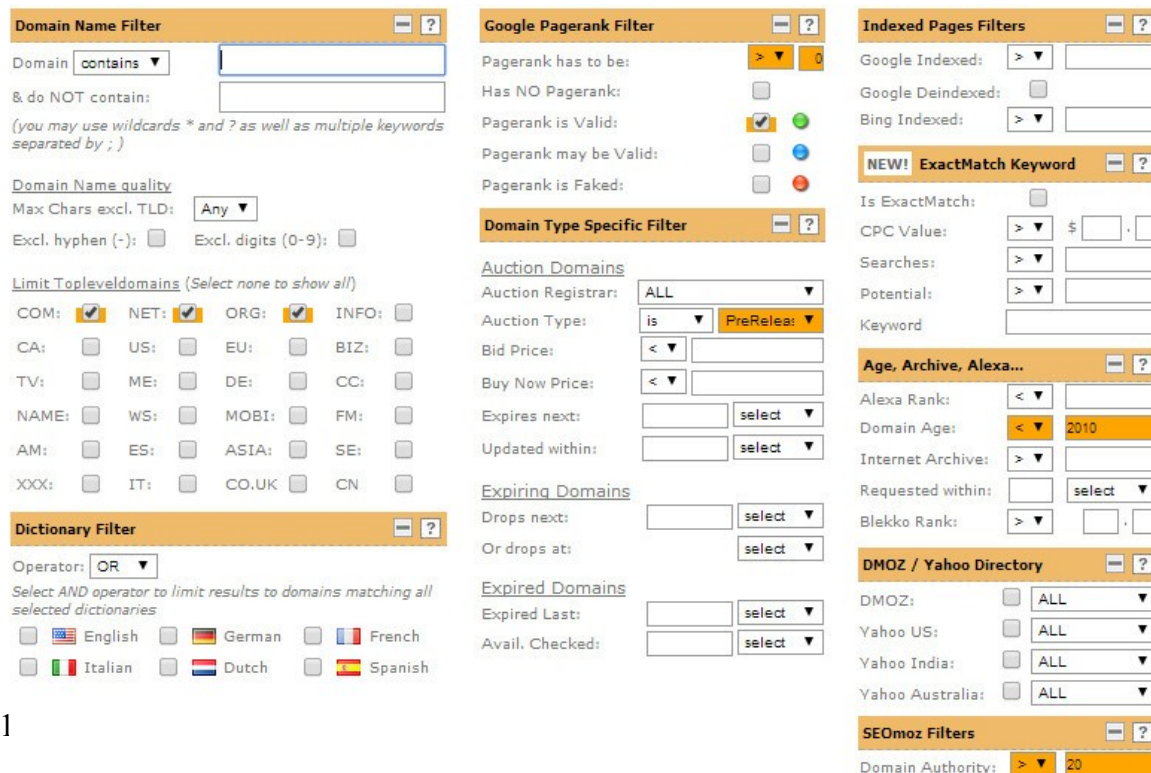 Domain Name Filter
Domain contains
& do NOT contain:
(you may use wildcards * and ? as well as multiple keywords
separated by ; )
Domain Name quality
Max Chars excl. TLD: Any
Excl. hyphen (-): Excl. digits (0-9):
Limit Topleveldomains (Select none to show all)
COM: NET: ORG: INFO:
CA: US: EU: BIZ:
TV: ME: DE: CC:
NAME: WS: MOBI: FM:
AM: ES: ASIA: SE:
XXX: IT: CO.UK CN
Dictionary Filter
Operator: OR
Select AND operator to limit results to domains matching all
selected dictionaries
English German French
Italian Dutch Spanish
1
Google Pagerank Filter
Pagerank has to be: > 0
Has NO Pagerank:
Pagerank is Valid:
Pagerank may be Valid:
Pagerank is Faked:
Domain Type Specific Filter
Auction Domains
Auction Registrar: ALL
Auction Type: is PreReleas
Bid Price: <
Buy Now Price: <
Expires next: select
Updated within: select
Expiring Domains
Drops next: select
Or drops at: select
Expired Domains
Expired Last: select
Avail. Checked: select
Indexed Pages Filters
Google Indexed: >
Google Deindexed:
Bing Indexed: >
NEW! ExactMatch Keyword
Is ExactMatch:
CPC Value: > $ .
Searches: >
Potential: >
Keyword
Age, Archive, Alexa...
Alexa Rank: <
Domain Age: < 2010
Internet Archive: >
Requested within: select
Blekko Rank: > .
DMOZ / Yahoo Directory
DMOZ: ALL
Yahoo US: ALL
Yahoo India: ALL
Yahoo Australia: ALL
SEOmoz Filters
Domain Authority: > 20